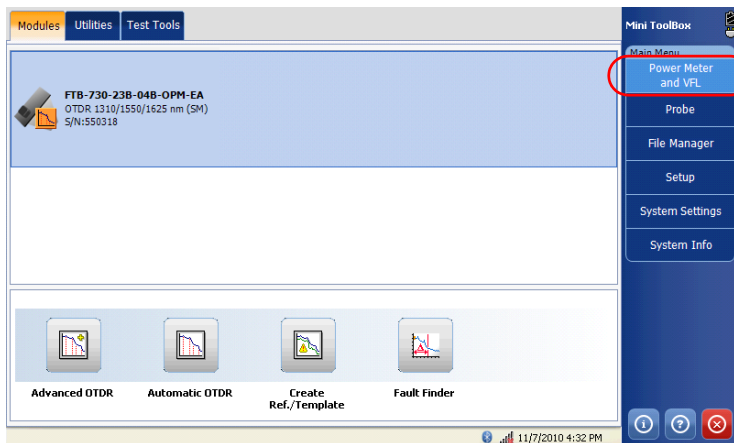 Modules Utilities Test Tools
FTB-730-23B-04B-OPM-EA
OTDR 1310/1550/1625 nm (SM)
S/N:550318
Advanced OTDR
Automatic OTDR
Create
Ref./Template
Fault Finder
11/7/2010 4:32 PM
Mini ToolBox
Main Menu
Power Meter
and VFL
Probe
File Manager
Setup
System Settings
System Info